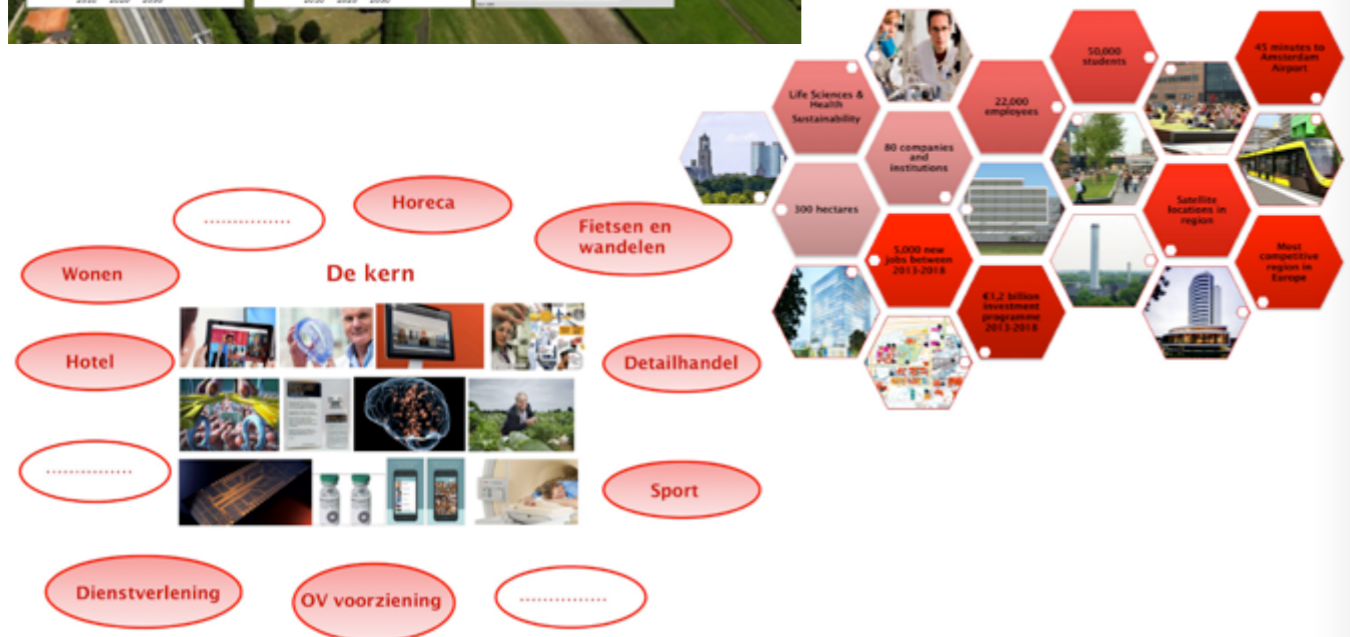 50,000
students
45 minutes to
Amsterdam
Airport
Life Sciences &
Health
Sustainability
22,000
employees
80 companies
and
institutions
300 hectares
Satellite
locations in
region
5,000 new
jobs between
2013-2018
Most
competitive
region in
Europe
€1,2 billion
investment
programme
2013-2018
...............
Horeca
Fietsen en
wandelen
Wonen
De kern
Hotel
Detailhandel
...............
Sport
Dienstverlening
OV voorziening
...............